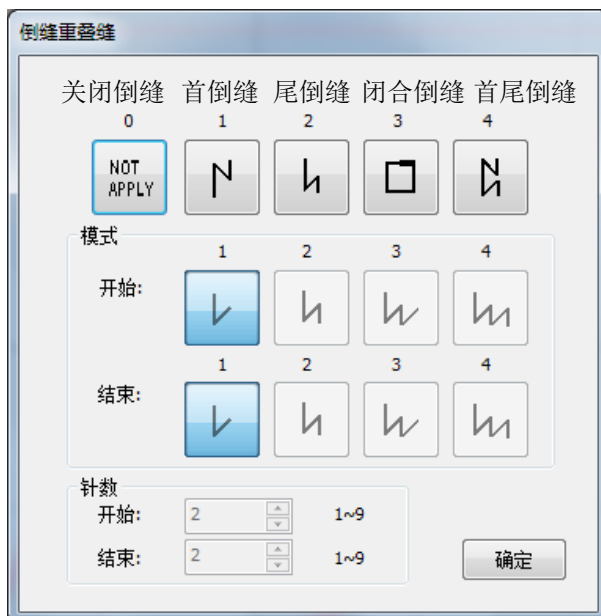 倒缝重叠缝
关闭倒缝 首倒缝 尾倒缝 闭合倒缝 首尾倒缝
0 1 2 3 4
NOT
APPLY
模式
1 2 3 4
开始:
1 2 3 4
结束:
针数
开始: 2 1~9
结束: 2 1~9
确定